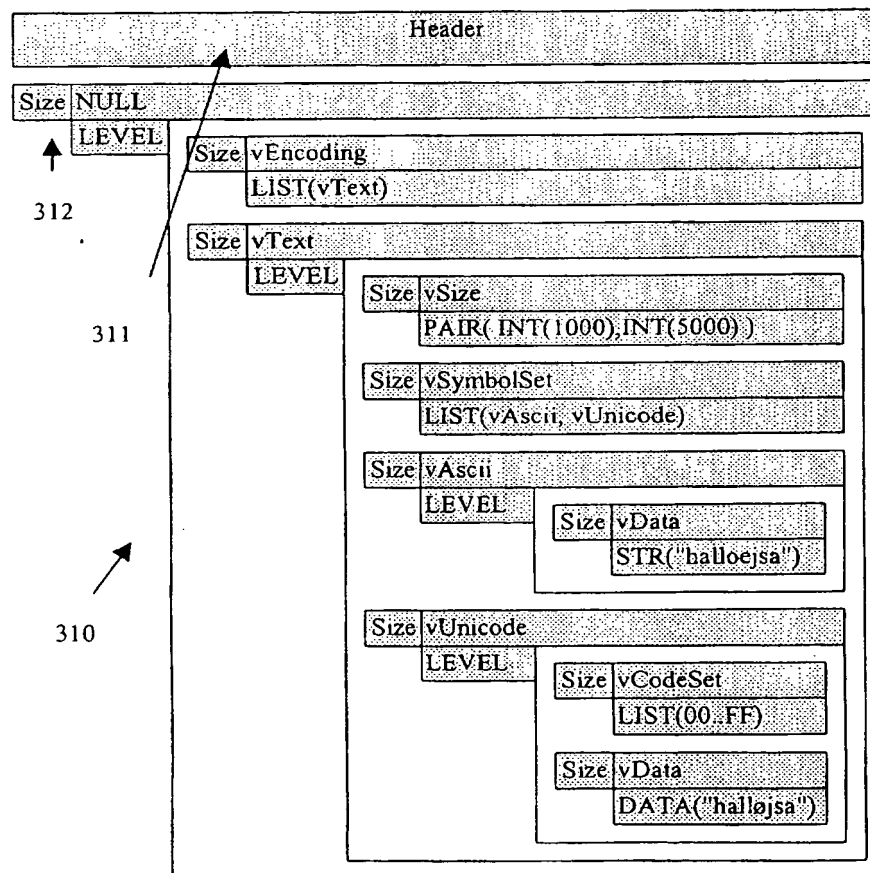 Header
Size NULL
LEVEL
Size vEncoding
LIST(vText)
312
Size vText
LEVEL
Size vSize
PAIR( INT(1000),INT(5000) )
311
Size vSymbolSet
LIST(vAscii, vUnicode)
Size vAscii
LEVEL
Size vData
STR("halloejsa")
310
Size vUnicode
LEVEL
Size vCodeSet
LIST(00..FF)
Size vData
DATA("halløjsa")